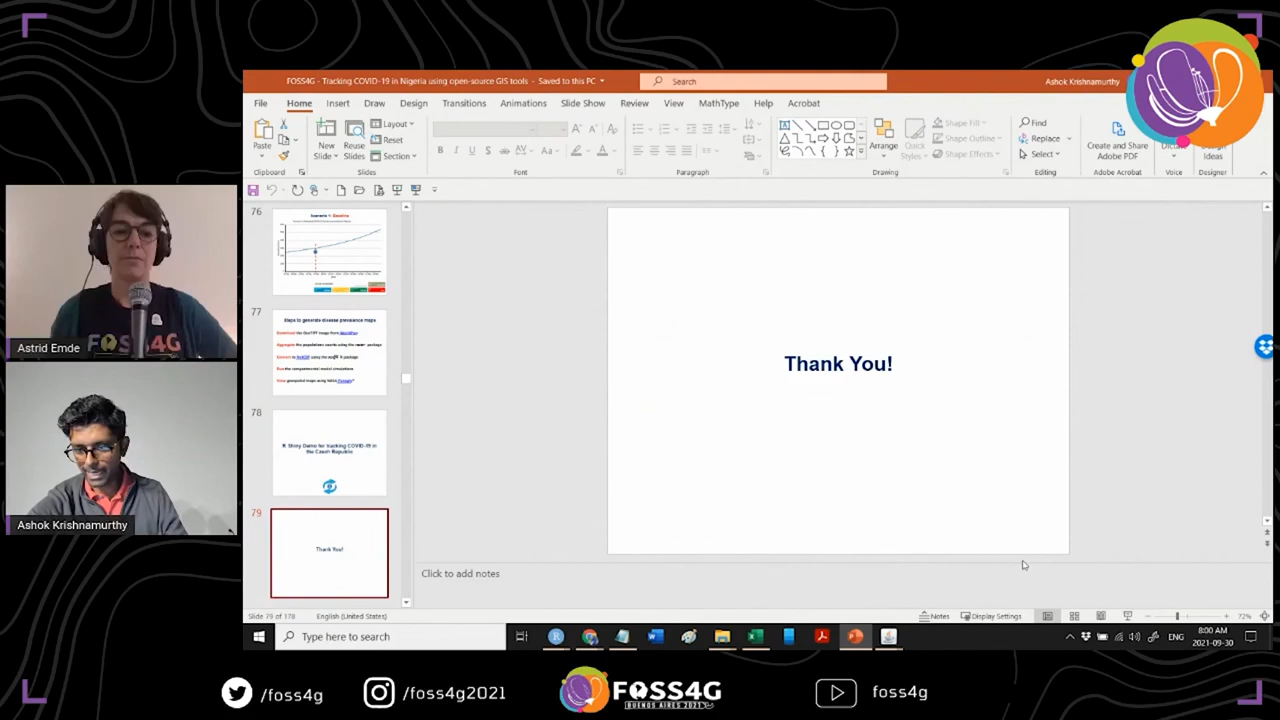 FOSS4G - Tracking COVID-19 in Nigeria using open-source GIS tools - Saved to this PC
Search
Ashok Krishnamurthy
File Home Insert Draw Design Transitions Animations Slide Show Review View MathType Help Acrobat
Paste
New Slide
Reuse Slides
Layout
Reset
Section
Arrange
Quick Styles
Shape Fill
Shape Outline
Shape Effects
Find
Replace
Select
Create and Share Adobe PDF
Dictate
Design Ideas
Clipboard Slides Font Paragraph Drawing Editing Adobe Acrobat Voice Designer
76
Scenario 1: Baseline
77
Steps to generate disease prevalence maps
78
R Shiny Demo for tracking COVID-19 in
the Czech Republic
79
Thank You!
Thank You!
Click to add notes
Slide 79 of 178
English (United States)
Notes
Display Settings
72%
Type here to search
ENG
8:00 AM
2021-09-30
FOSS4G
Astrid Emde
Ashok Krishnamurthy
/foss4g
/foss4g2021
FOSS4G
BUENOS AIRES 2021
foss4g